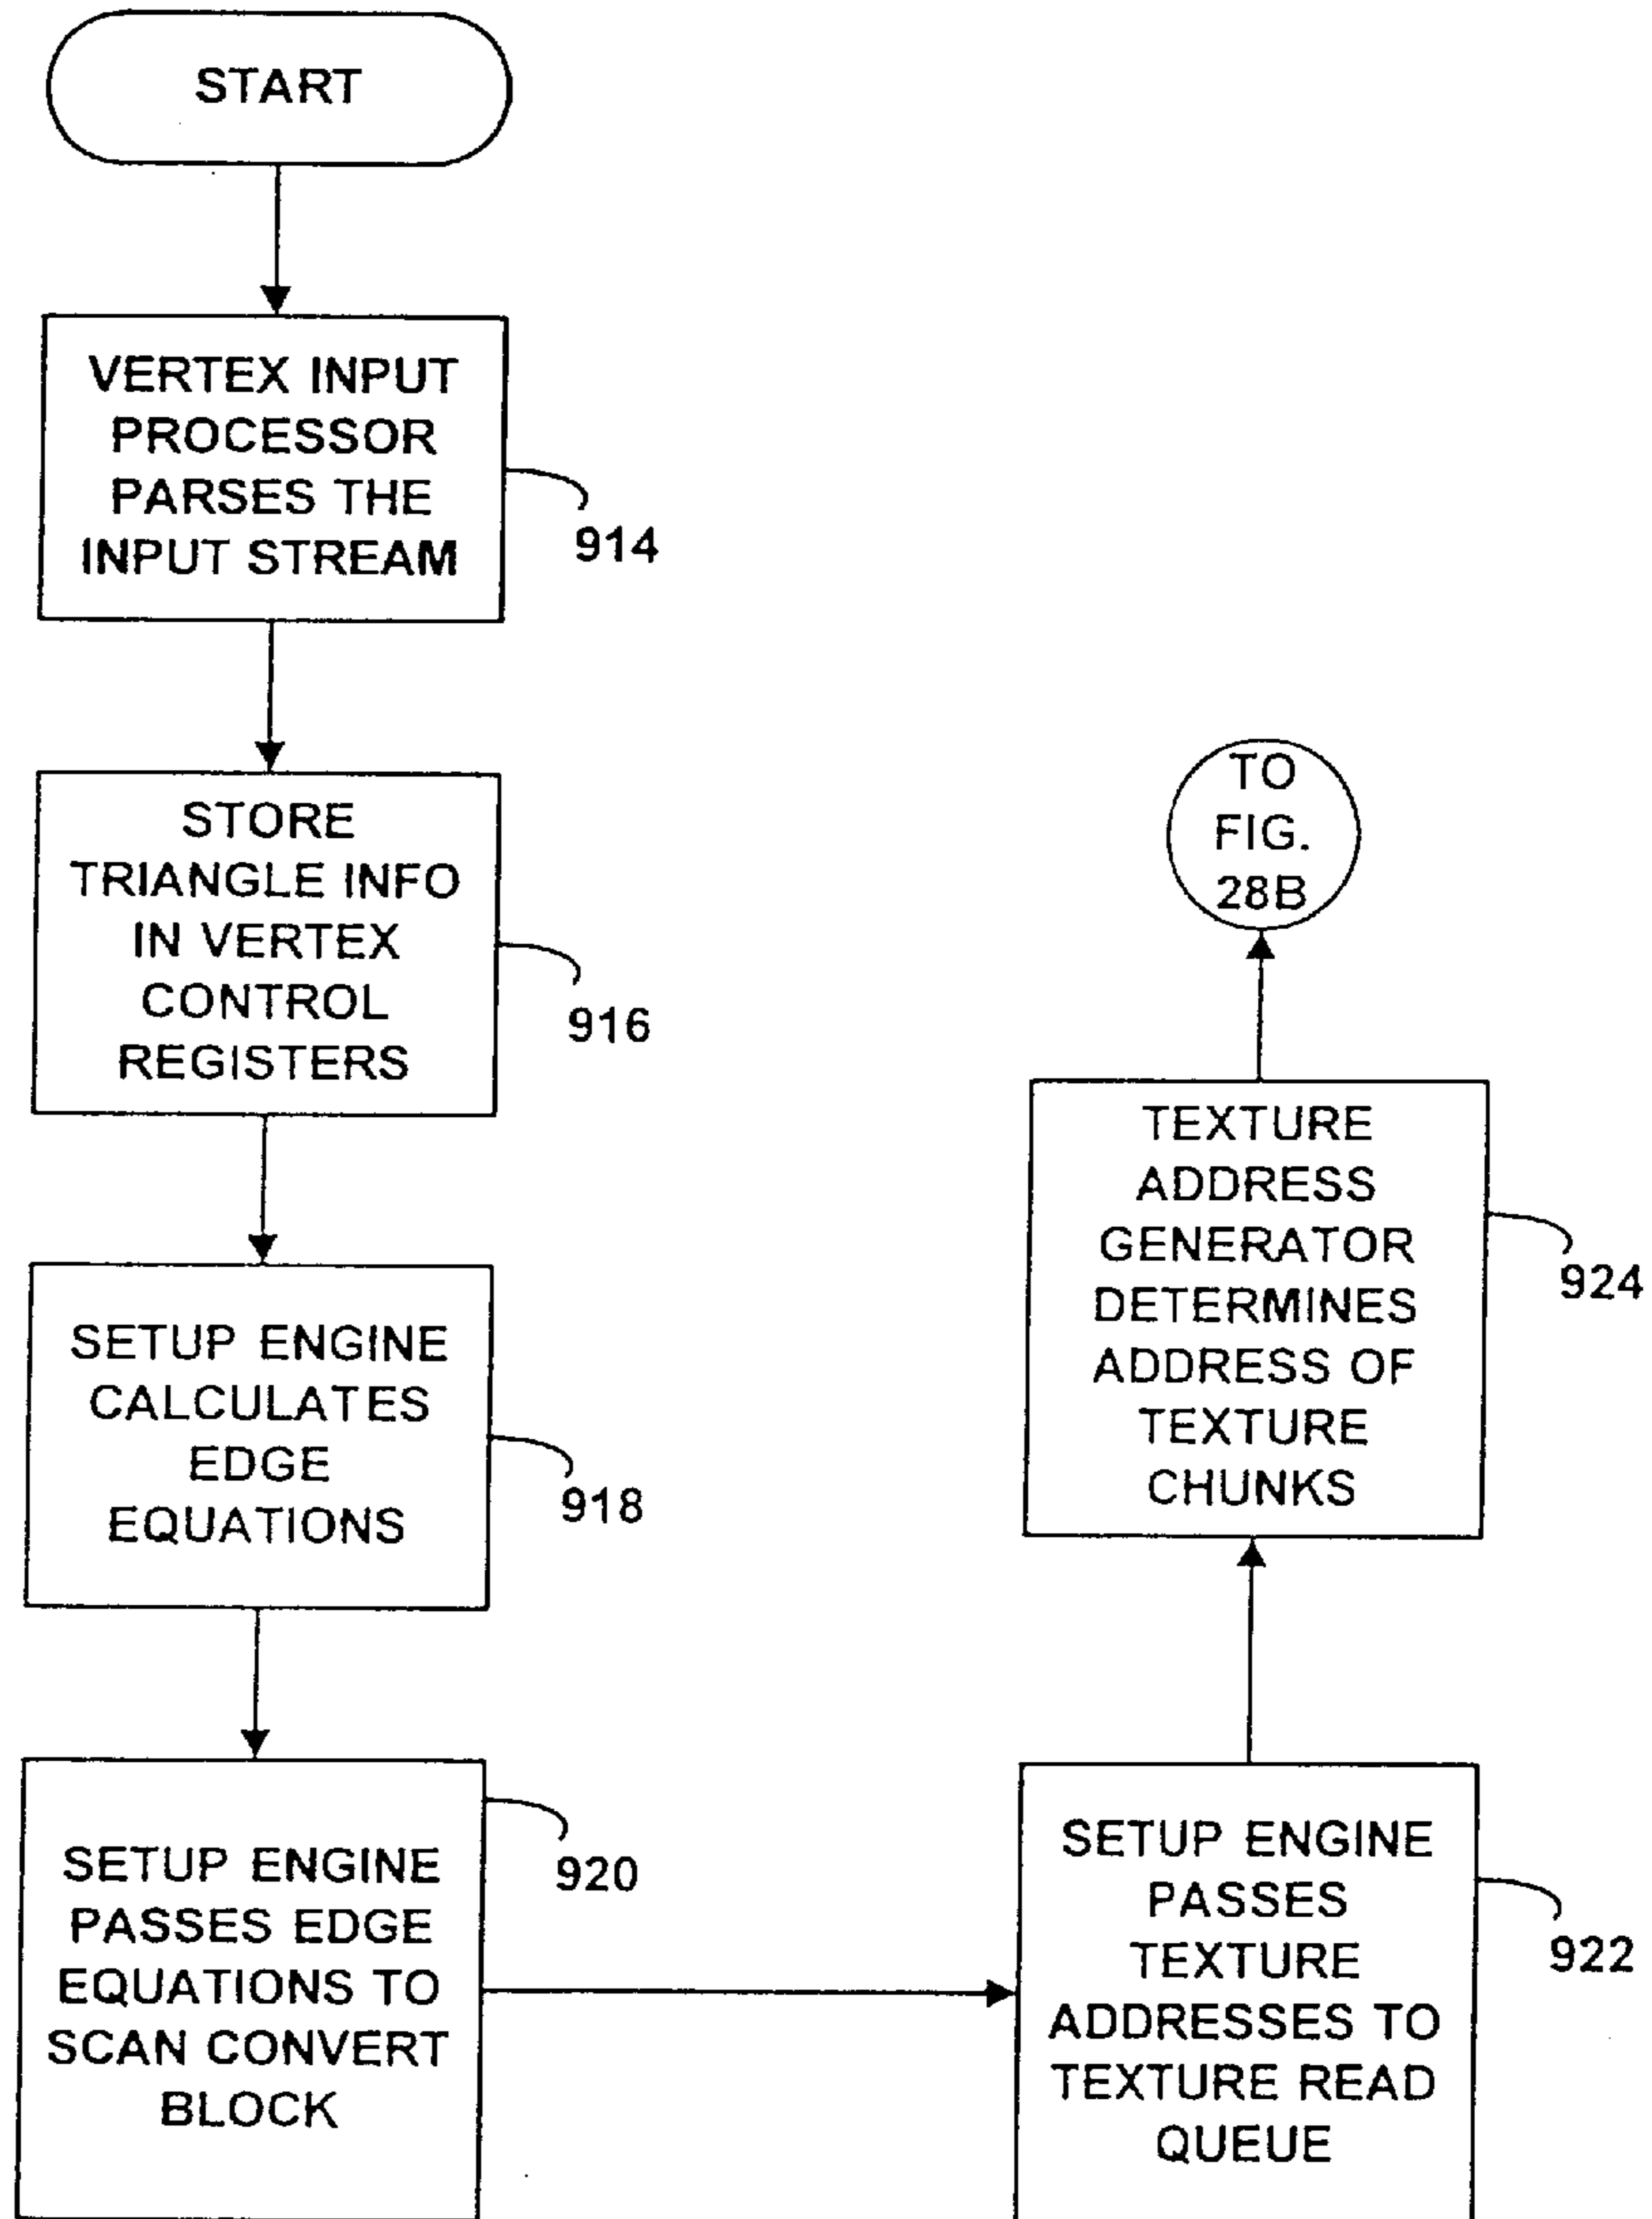 START
VERTEX INPUT
PROCESSOR
PARSES THE
INPUT STREAM
914
STORE
TRIANGLE INFO
IN VERTEX
CONTROL
REGISTERS
916
SETUP ENGINE
CALCULATES
EDGE
EQUATIONS
918
SETUP ENGINE
PASSES EDGE
EQUATIONS TO
SCAN CONVERT
BLOCK
920
SETUP ENGINE
PASSES
TEXTURE
ADDRESSES TO
TEXTURE READ
QUEUE
922
TEXTURE
ADDRESS
GENERATOR
DETERMINES
ADDRESS OF
TEXTURE
CHUNKS
924
TO
FIG.
28B